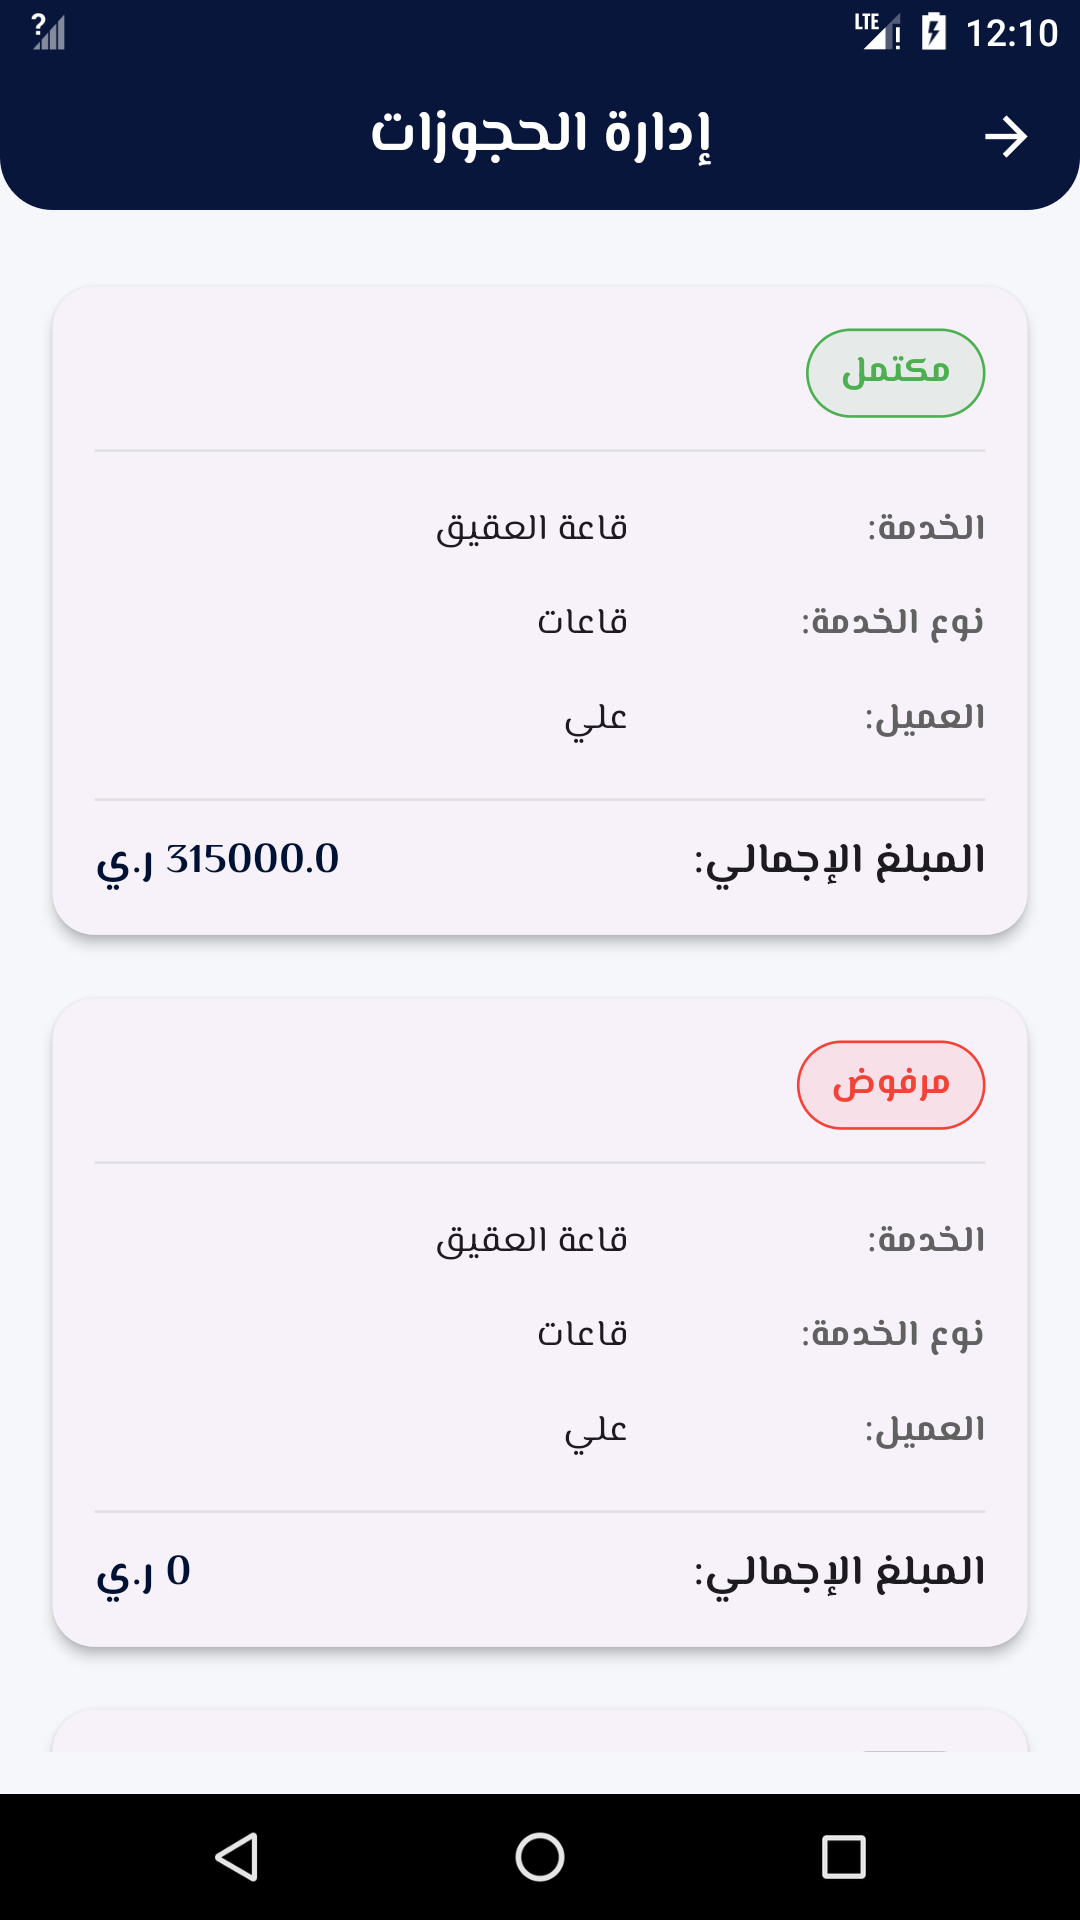 ? LTE ! 12:10
إدارة الحجوزات
مكتمل
الخدمة: قاعة العقيق
نوع الخدمة: قاعات
العميل: علي
المبلغ الإجمالي: 315000.0 ر.ي
مرفوض
الخدمة: قاعة العقيق
نوع الخدمة: قاعات
العميل: علي
المبلغ الإجمالي: 0 ر.ي